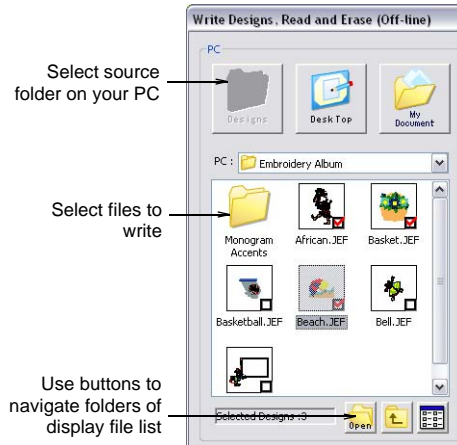 Write Designs, Read and Erase (Off-line)
PC
Select source
folder on your PC
Designs
DeskTop
My
Document
PC :
Embroidery Album
Select files to
write
Monogram
Accents
African.JEF
Basket.JEF
Basketball.JEF
Beach.JEF
Bell.JEF
Use buttons to
navigate folders of
display file list
Selected Designs :3
Open